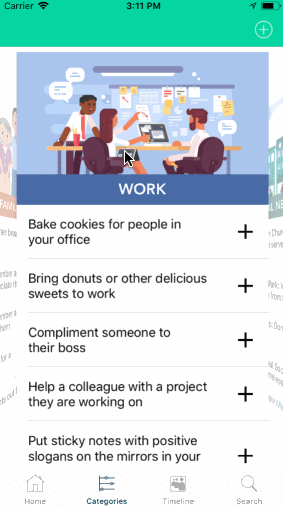 Carrier 3:11 PM
WORK
Bake cookies for people in
your office
Bring donuts or other delicious
sweets to work
Compliment someone to
their boss
Help a colleague with a project
they are working on
Put sticky notes with positive
slogans on the mirrors in your
Home Categories Timeline Search